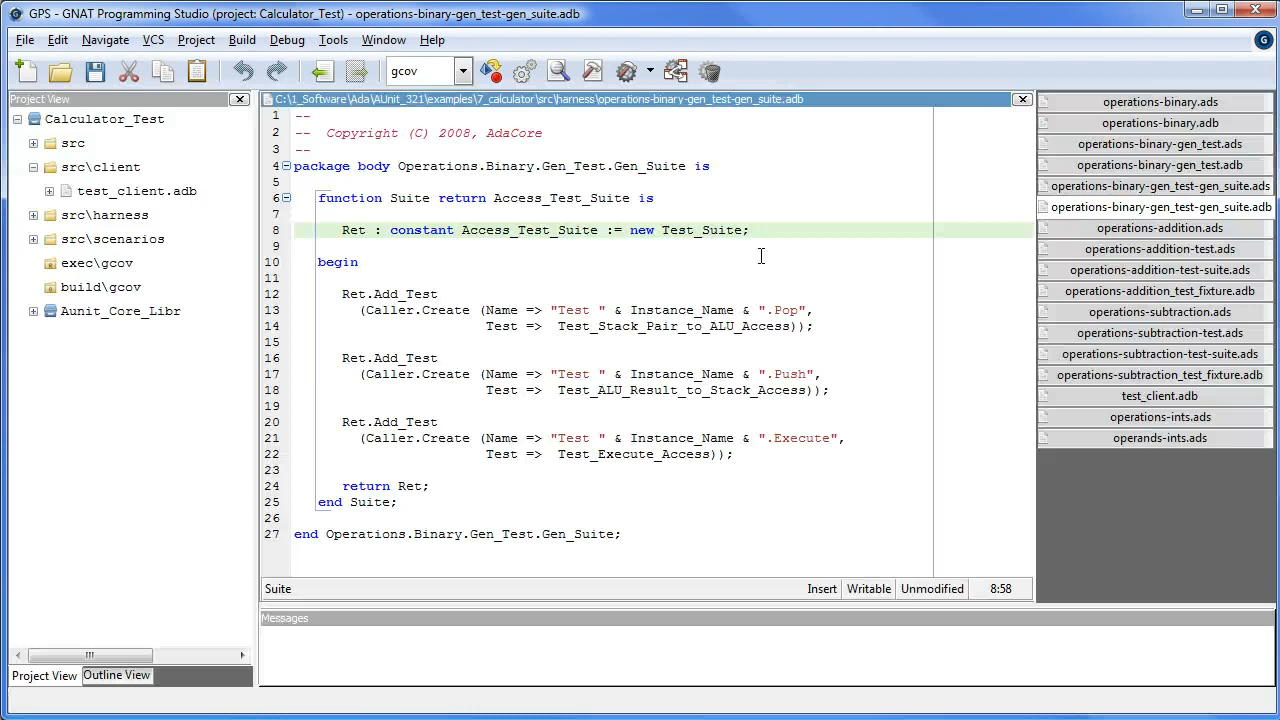 GPS - GNAT Programming Studio (project: Calculator_Test) - operations-binary-gen_test-gen_suite.adb
File Edit Navigate VCS Project Build Debug Tools Window Help
gcov
Project View
Calculator_Test
src
src\client
test_client.adb
src\harness
src\scenarios
exec\gcov
build\gcov
Aunit_Core_Libr
Project View Outline View
C:\1_Software\Ada\AUnit_321\examples\7_calculator\src\harness\operations-binary-gen_test-gen_suite.adb
1 --
2 --  Copyright (C) 2008, AdaCore
3 --
4 package body Operations.Binary.Gen_Test.Gen_Suite is
5
6 function Suite return Access_Test_Suite is
7
8 Ret : constant Access_Test_Suite := new Test_Suite;
9
10 begin
11
12 Ret.Add_Test
13 (Caller.Create (Name => "Test " & Instance_Name & ".Pop",
14 Test =>  Test_Stack_Pair_to_ALU_Access));
15
16 Ret.Add_Test
17 (Caller.Create (Name => "Test " & Instance_Name & ".Push",
18 Test =>  Test_ALU_Result_to_Stack_Access));
19
20 Ret.Add_Test
21 (Caller.Create (Name => "Test " & Instance_Name & ".Execute",
22 Test =>  Test_Execute_Access));
23
24 return Ret;
25 end Suite;
26
27 end Operations.Binary.Gen_Test.Gen_Suite;
Suite Insert Writable Unmodified 8:58
Messages
operations-binary.ads
operations-binary.adb
operations-binary-gen_test.ads
operations-binary-gen_test.adb
operations-binary-gen_test-gen_suite.ads
operations-binary-gen_test-gen_suite.adb
operations-addition.ads
operations-addition-test.ads
operations-addition-test-suite.ads
operations-addition_test_fixture.adb
operations-subtraction.ads
operations-subtraction-test.ads
operations-subtraction-test-suite.ads
operations-subtraction_test_fixture.adb
test_client.adb
operations-ints.ads
operands-ints.ads